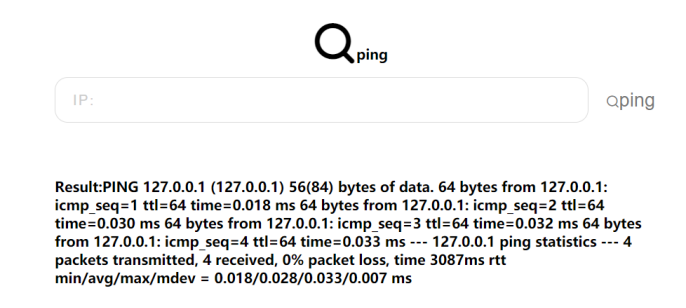 ping
IP:
ping
Result:PING 127.0.0.1 (127.0.0.1) 56(84) bytes of data. 64 bytes from 127.0.0.1:
icmp_seq=1 ttl=64 time=0.018 ms 64 bytes from 127.0.0.1: icmp_seq=2 ttl=64
time=0.030 ms 64 bytes from 127.0.0.1: icmp_seq=3 ttl=64 time=0.032 ms 64 bytes
from 127.0.0.1: icmp_seq=4 ttl=64 time=0.033 ms --- 127.0.0.1 ping statistics --- 4
packets transmitted, 4 received, 0% packet loss, time 3087ms rtt
min/avg/max/mdev = 0.018/0.028/0.033/0.007 ms